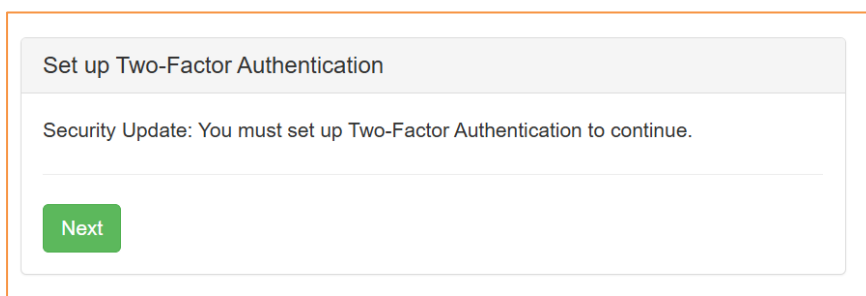 Set up Two-Factor Authentication
Security Update: You must set up Two-Factor Authentication to continue.
Next